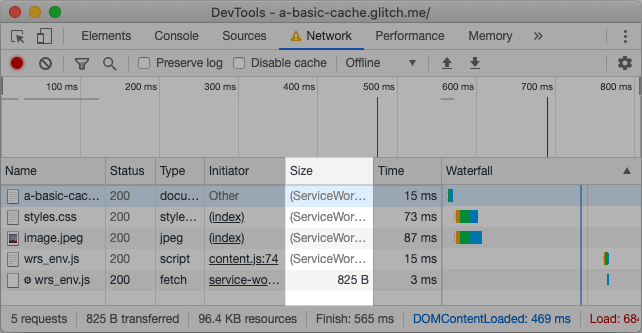 DevTools - a-basic-cache.glitch.me/
Elements Console Sources Network Performance Memory »
Preserve log Disable cache Offline
100 ms 200 ms 300 ms 400 ms 500 ms 600 ms 700 ms 800 ms
Name Status Type Initiator Size Time Waterfall
a-basic-cac… 200 docu… Other (ServiceWor… 15 ms
styles.css 200 style… (index) (ServiceWor… 73 ms
image.jpeg 200 jpeg (index) (ServiceWor… 87 ms
wrs_env.js 200 script content.js:74 (ServiceWor… 15 ms
wrs_env.js 200 fetch service-wo… 825 B 3 ms
5 requests 825 B transferred 96.4 KB resources Finish: 565 ms DOMContentLoaded: 469 ms Load: 684